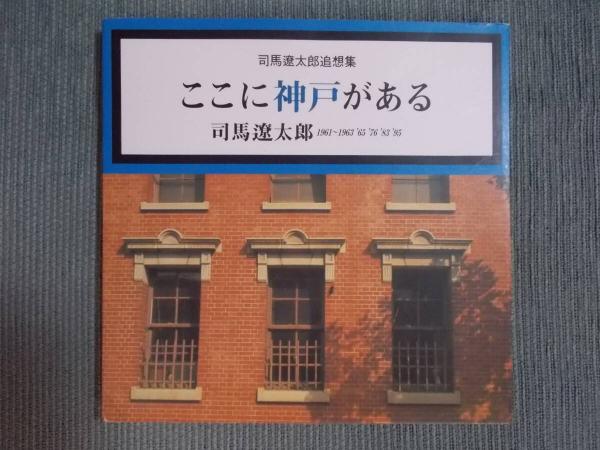 司馬遼太郎追想集
ここに神戸がある
司馬遼太郎 1961~1963 '65 '76 '83 '95